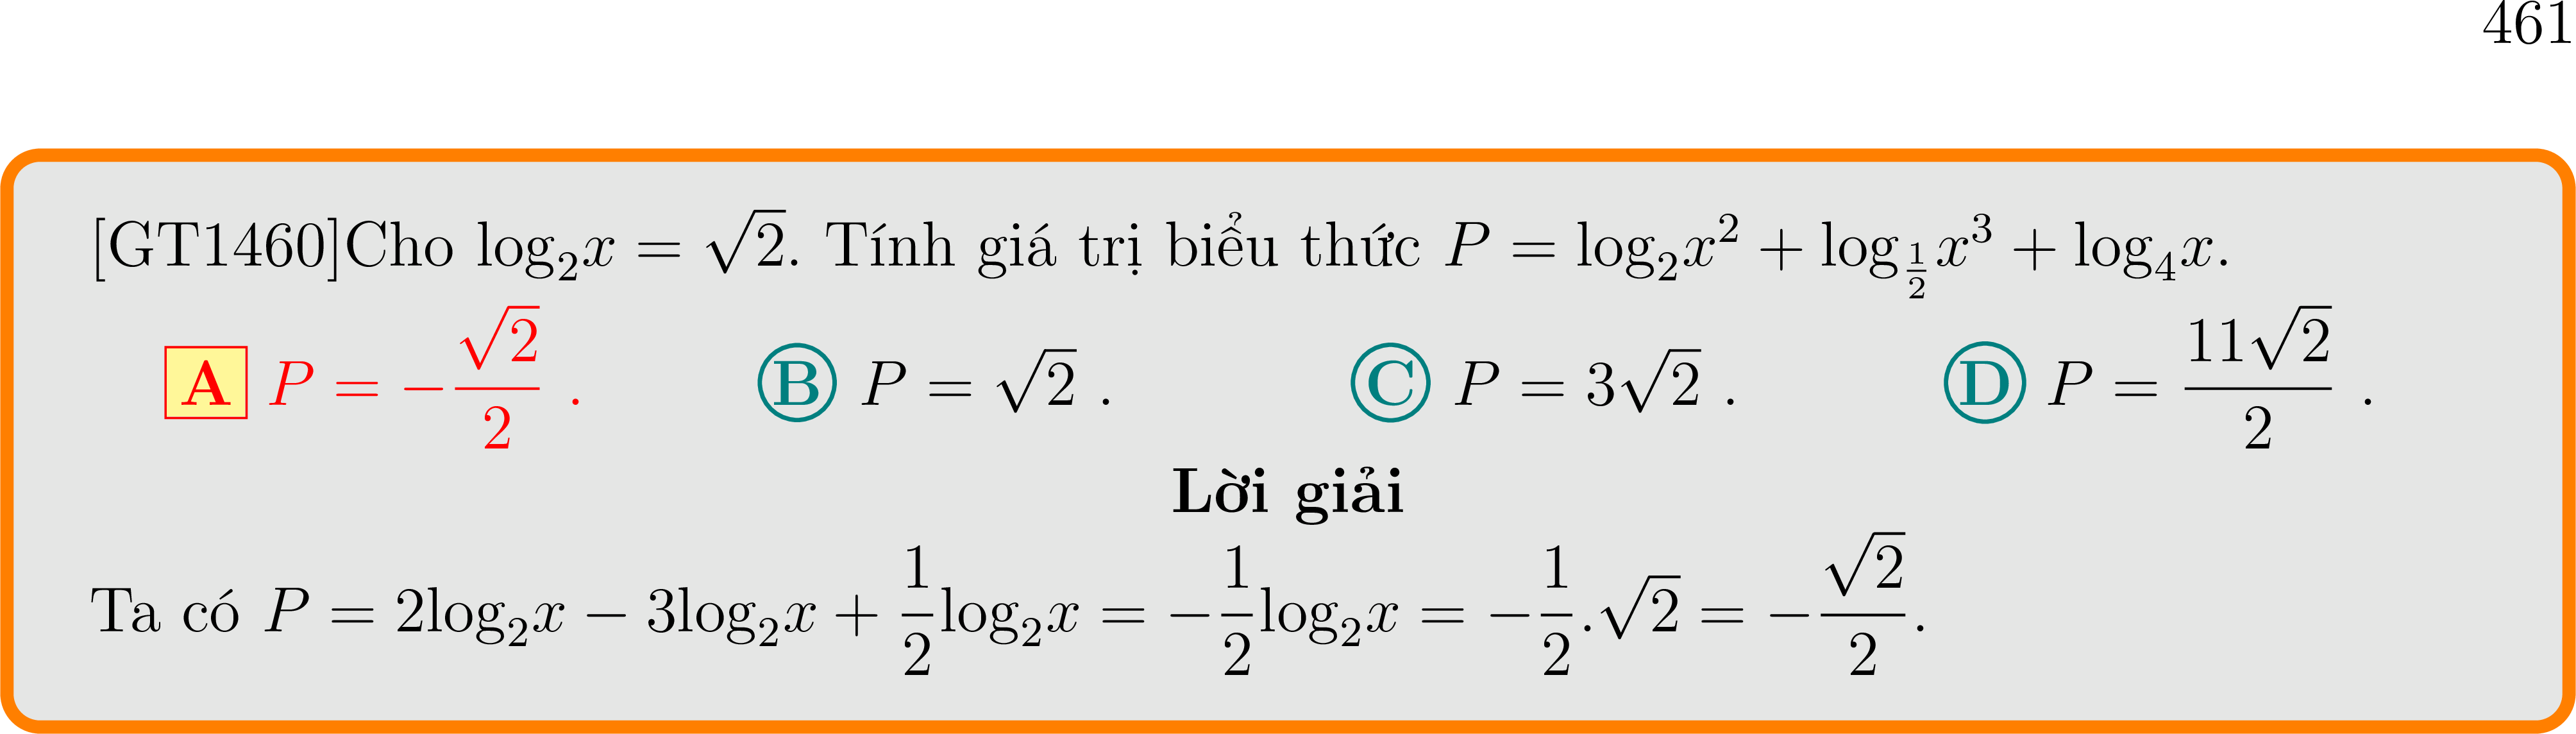 461
[GT1460]Cho $\log_2 x = \sqrt{2}$. Tính giá trị biểu thức $P = \log_2 x^2 + \log_{\frac{1}{2}} x^3 + \log_4 x$.
A $P = -\frac{\sqrt{2}}{2}$ . B $P = \sqrt{2}$ . C $P = 3\sqrt{2}$ . D $P = \frac{11\sqrt{2}}{2}$ .
Lời giải
Ta có $P = 2\log_2 x - 3\log_2 x + \frac{1}{2}\log_2 x = -\frac{1}{2}\log_2 x = -\frac{1}{2}.\sqrt{2} = -\frac{\sqrt{2}}{2}$.